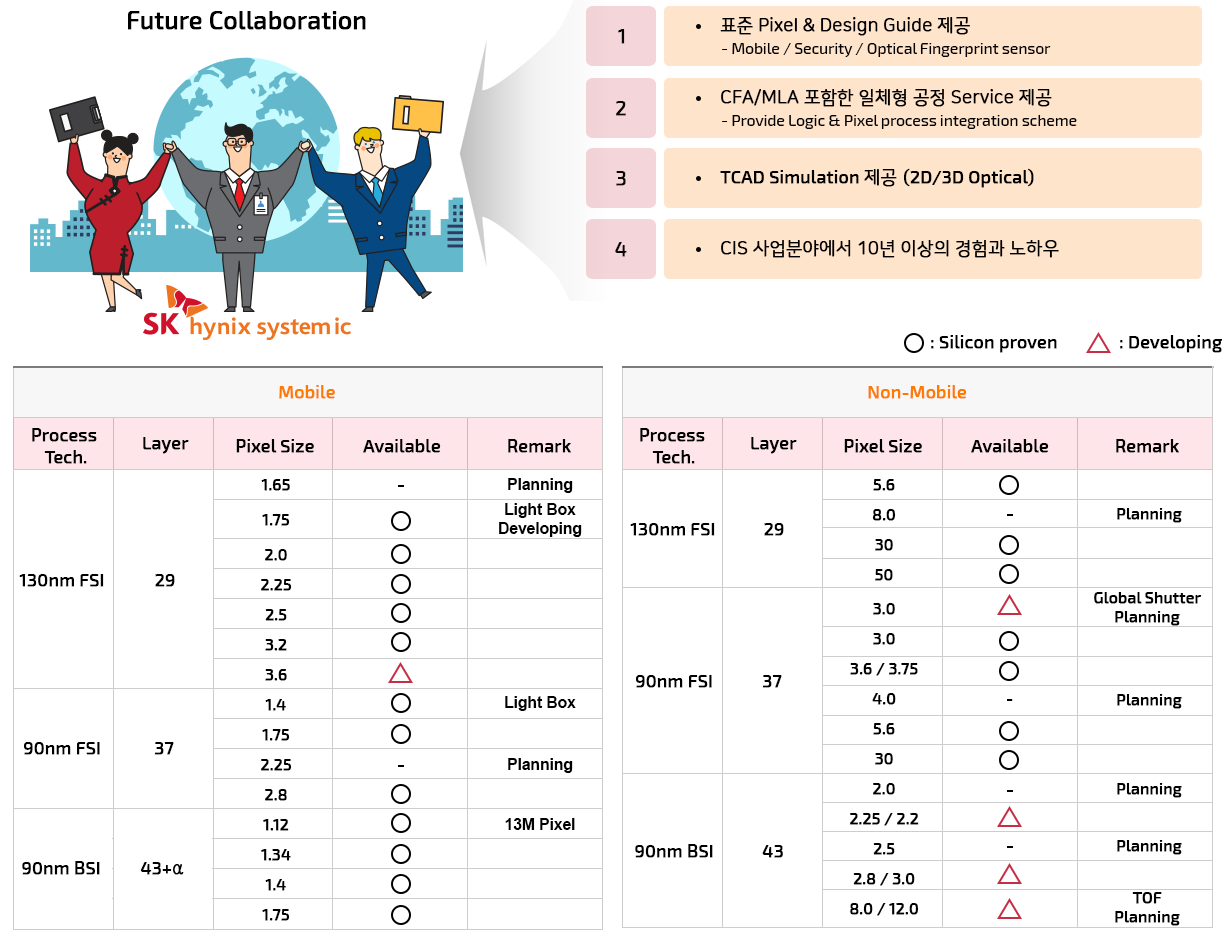 Future Collaboration
1
• 표준 Pixel & Design Guide 제공
- Mobile / Security / Optical Fingerprint sensor
2
• CFA/MLA 포함한 일체형 공정 Service 제공
- Provide Logic & Pixel process integration scheme
3
• TCAD Simulation 제공 (2D/3D Optical)
4
• CIS 사업분야에서 10년 이상의 경험과 노하우
SK hynix system ic
○ : Silicon proven △ : Developing
Mobile
Process Tech. Layer Pixel Size Available Remark
130nm FSI 29
1.65 - Planning
1.75 ○ Light Box Developing
2.0 ○
2.25 ○
2.5 ○
3.2 ○
3.6 △
90nm FSI 37
1.4 ○ Light Box
1.75 ○
2.25 - Planning
2.8 ○
90nm BSI 43+α
1.12 ○ 13M Pixel
1.34 ○
1.4 ○
1.75 ○
Non-Mobile
Process Tech. Layer Pixel Size Available Remark
130nm FSI 29
5.6 ○
8.0 - Planning
30 ○
50 ○
90nm FSI 37
3.0 △ Global Shutter Planning
3.0 ○
3.6 / 3.75 ○
4.0 - Planning
5.6 ○
30 ○
90nm BSI 43
2.0 - Planning
2.25 / 2.2 △
2.5 - Planning
2.8 / 3.0 △
8.0 / 12.0 △ TOF Planning